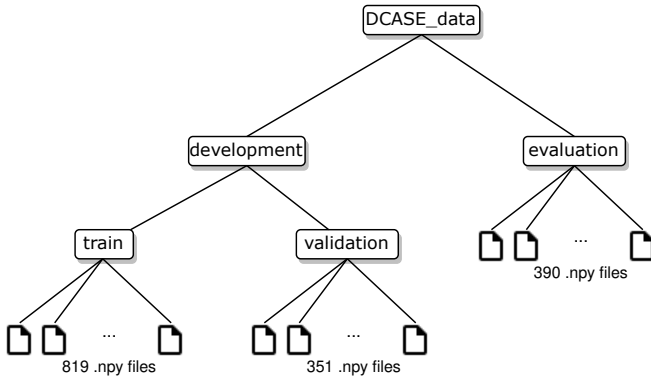 DCASE_data
development
evaluation
train
validation
...
390 .npy files
...
819 .npy files
...
351 .npy files